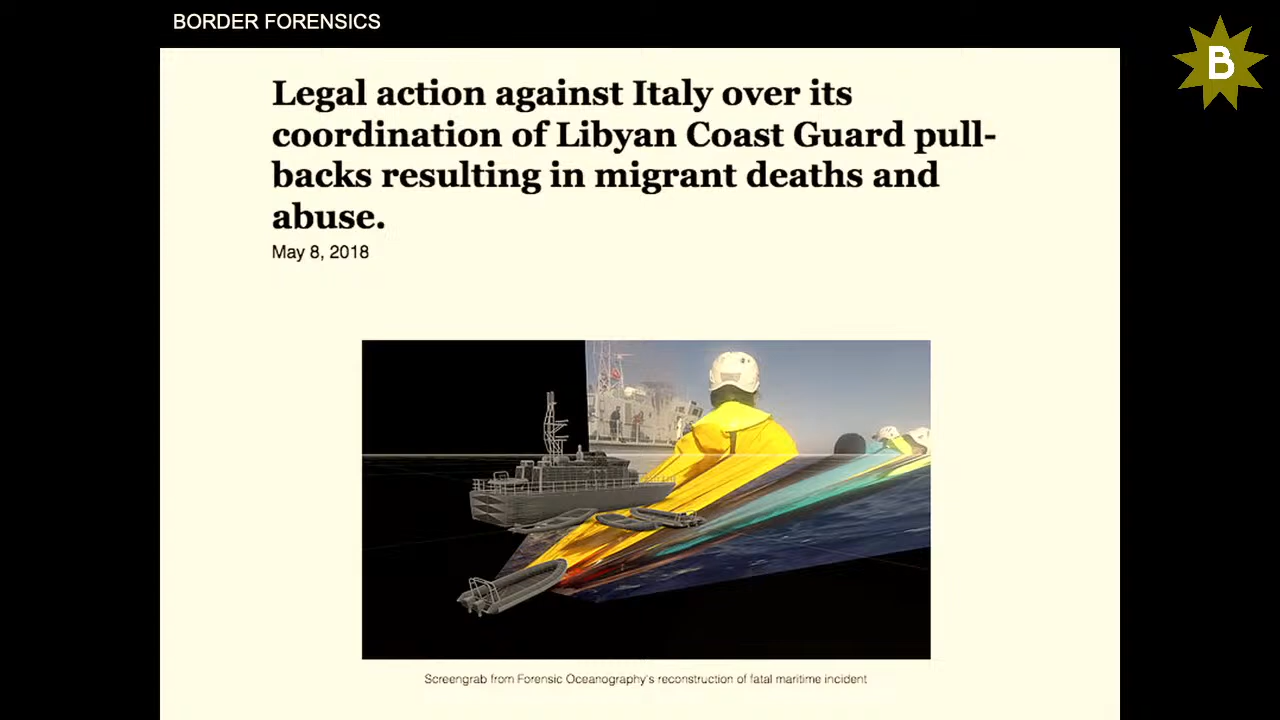 BORDER FORENSICS
B
Legal action against Italy over its
coordination of Libyan Coast Guard pull-
backs resulting in migrant deaths and
abuse.
May 8, 2018
Screengrab from Forensic Oceanography's reconstruction of fatal maritime incident